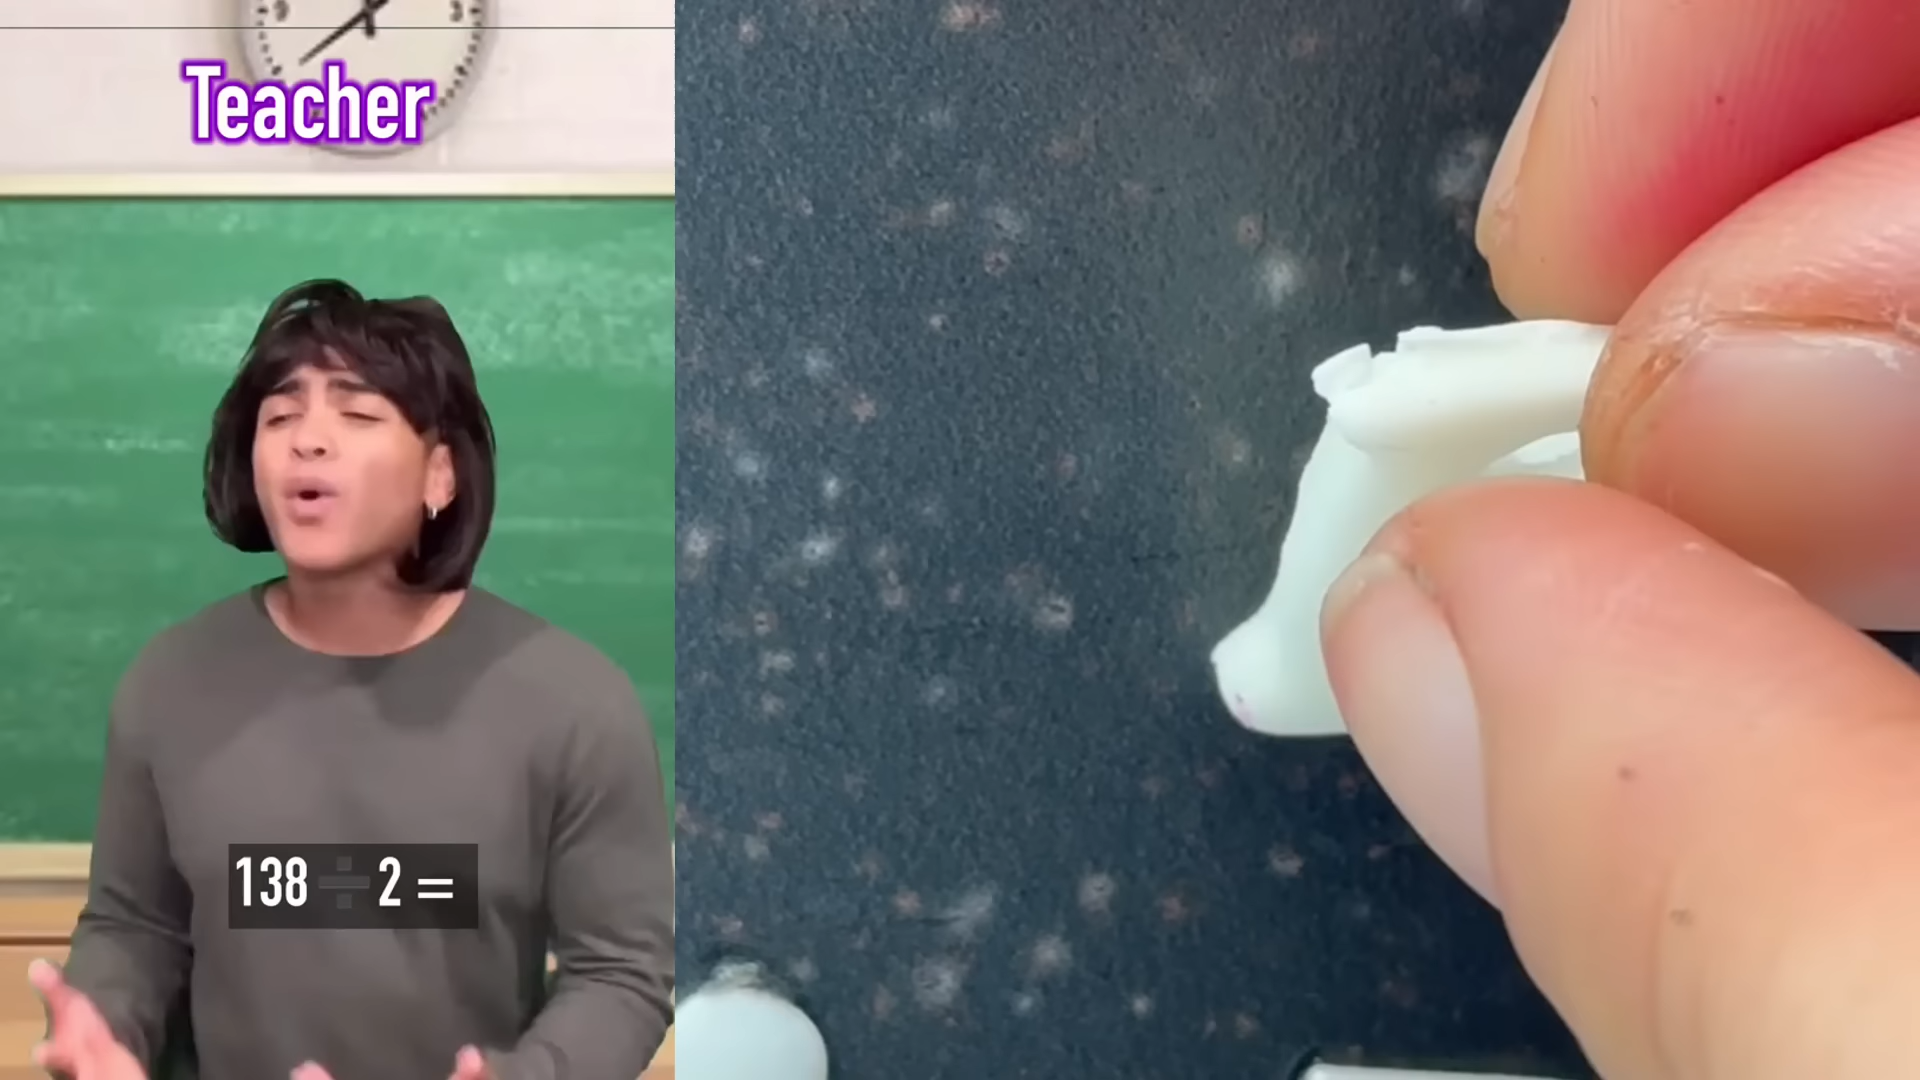 Teacher
138 ÷ 2 =